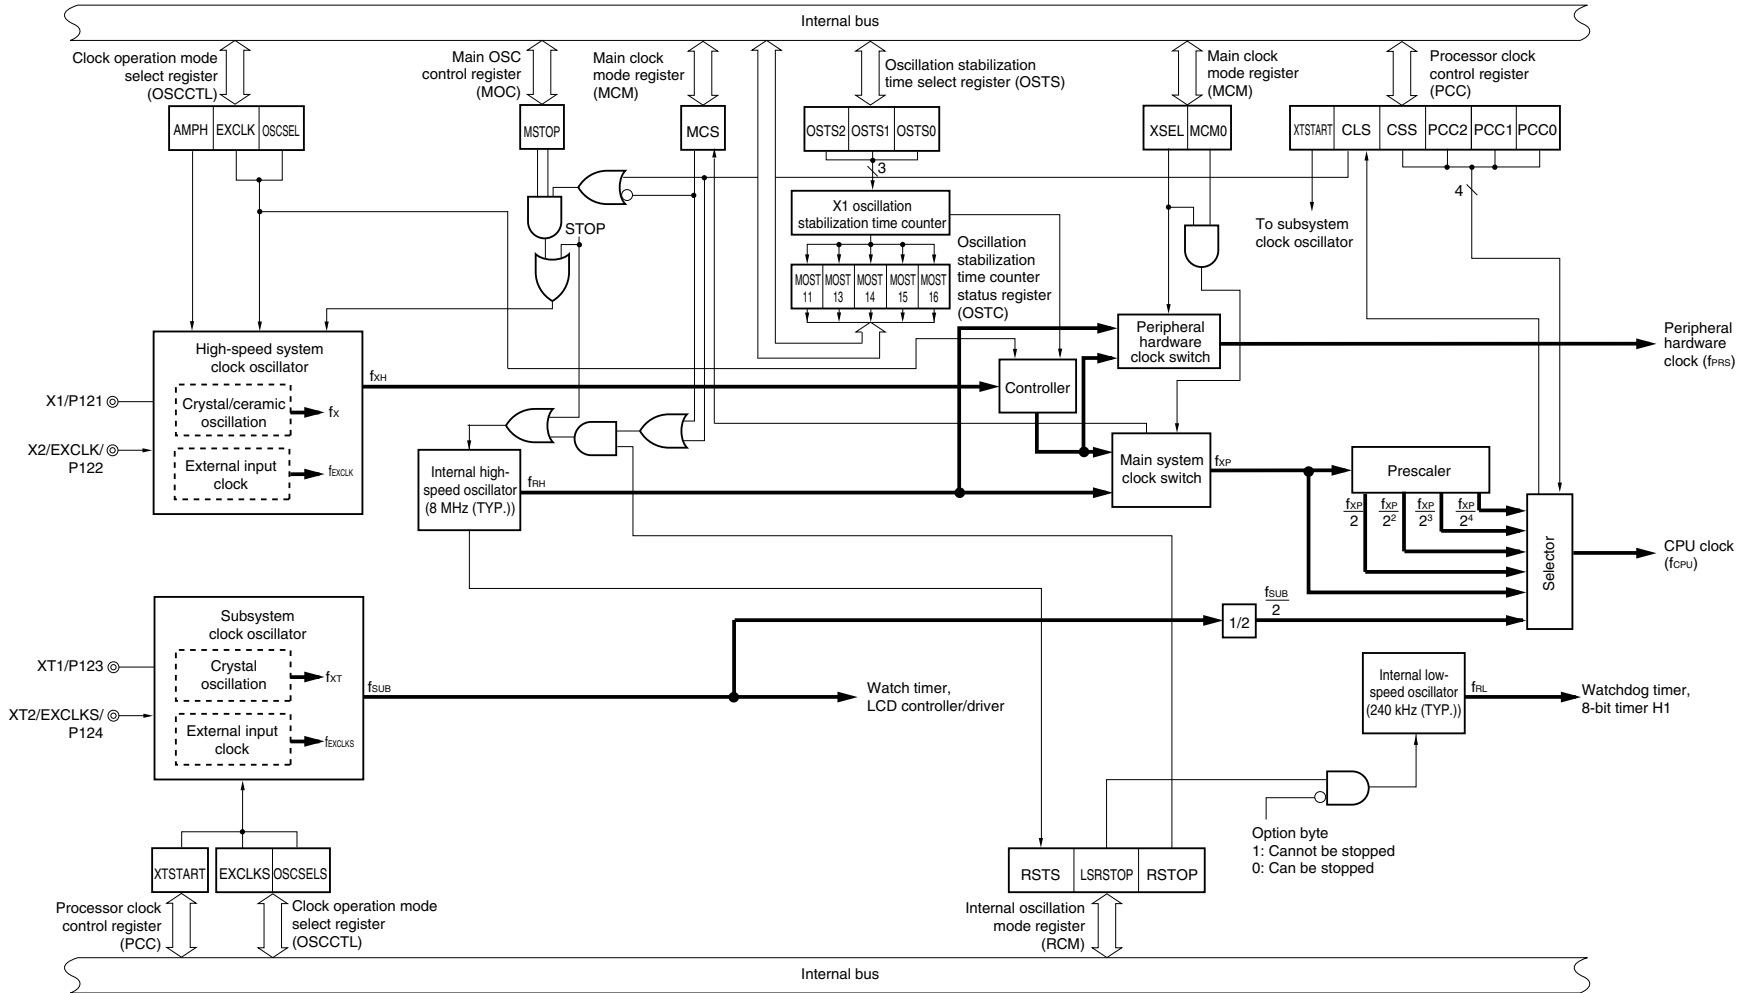 Internal bus
Clock operation mode
select register
(OSCCTL)
Main OSC
control register
(MOC)
Main clock
mode register
(MCM)
Oscillation stabilization
time select register (OSTS)
Main clock
mode register
(MCM)
Processor clock
control register
(PCC)
AMPH EXCLK OSCSEL
MSTOP
MCS
OSTS2 OSTS1 OSTS0
XSEL MCM0
XTSTART CLS CSS PCC2 PCC1 PCC0
3
4
STOP
X1 oscillation
stabilization time counter
To subsystem
clock oscillator
Oscillation
stabilization
time counter
status register
(OSTC)
MOST
11
MOST
13
MOST
14
MOST
15
MOST
16
High-speed system
clock oscillator
Crystal/ceramic
oscillation
fX
External input
clock
fEXCLK
X1/P121
X2/EXCLK/
P122
fXH
Controller
Peripheral
hardware
clock switch
Peripheral
hardware
clock (fPRS)
Internal high-
speed oscillator
(8 MHz (TYP.))
fRH
Main system
clock switch
fXP
Prescaler
fXP
2
fXP
2²
fXP
2³
fXP
2⁴
Selector
CPU clock
(fCPU)
fSUB
2
1/2
Subsystem
clock oscillator
Crystal
oscillation
fXT
External input
clock
fEXCLKS
XT1/P123
XT2/EXCLKS/
P124
fSUB
Watch timer,
LCD controller/driver
Internal low-
speed oscillator
(240 kHz (TYP.))
fRL
Watchdog timer,
8-bit timer H1
Option byte
1: Cannot be stopped
0: Can be stopped
XTSTART
EXCLKS OSCSELS
RSTS LSRSTOP RSTOP
Processor clock
control register
(PCC)
Clock operation mode
select register
(OSCCTL)
Internal oscillation
mode register
(RCM)
Internal bus